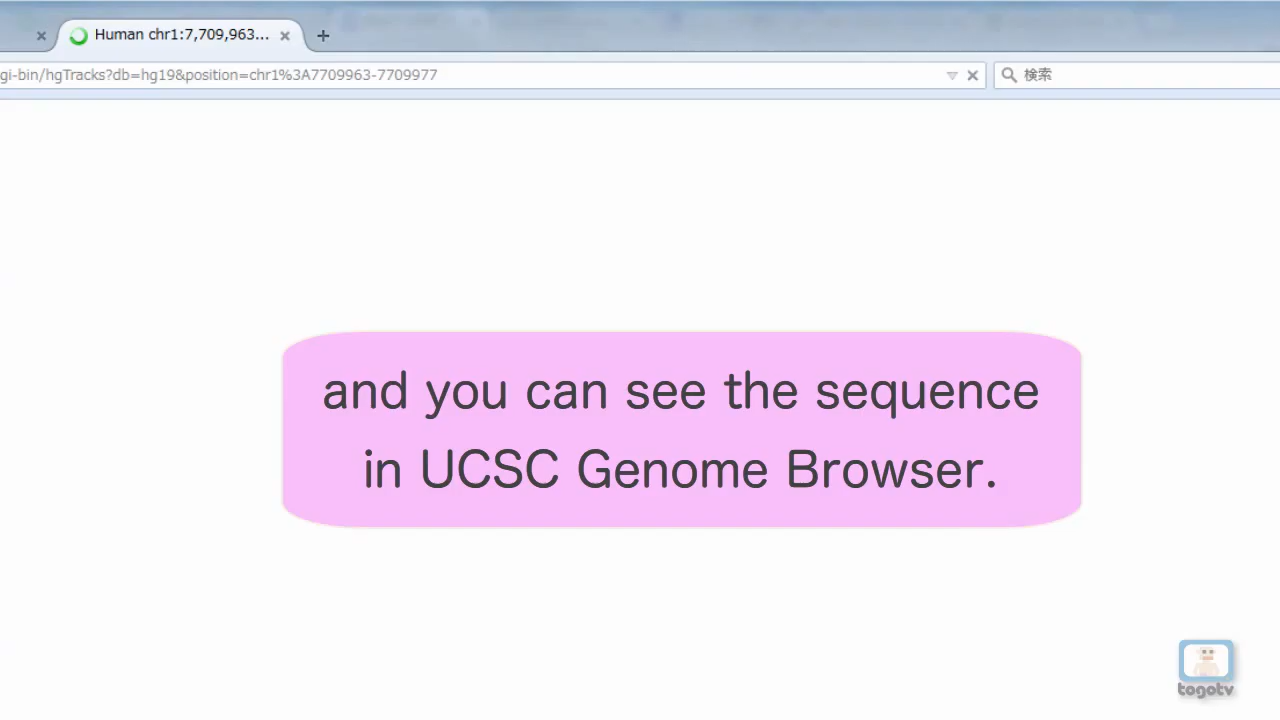 Human chr1:7,709,963...
gi-bin/hgTracks?db=hg19&position=chr1%3A7709963-7709977
検索
and you can see the sequence
in UCSC Genome Browser.
togotv